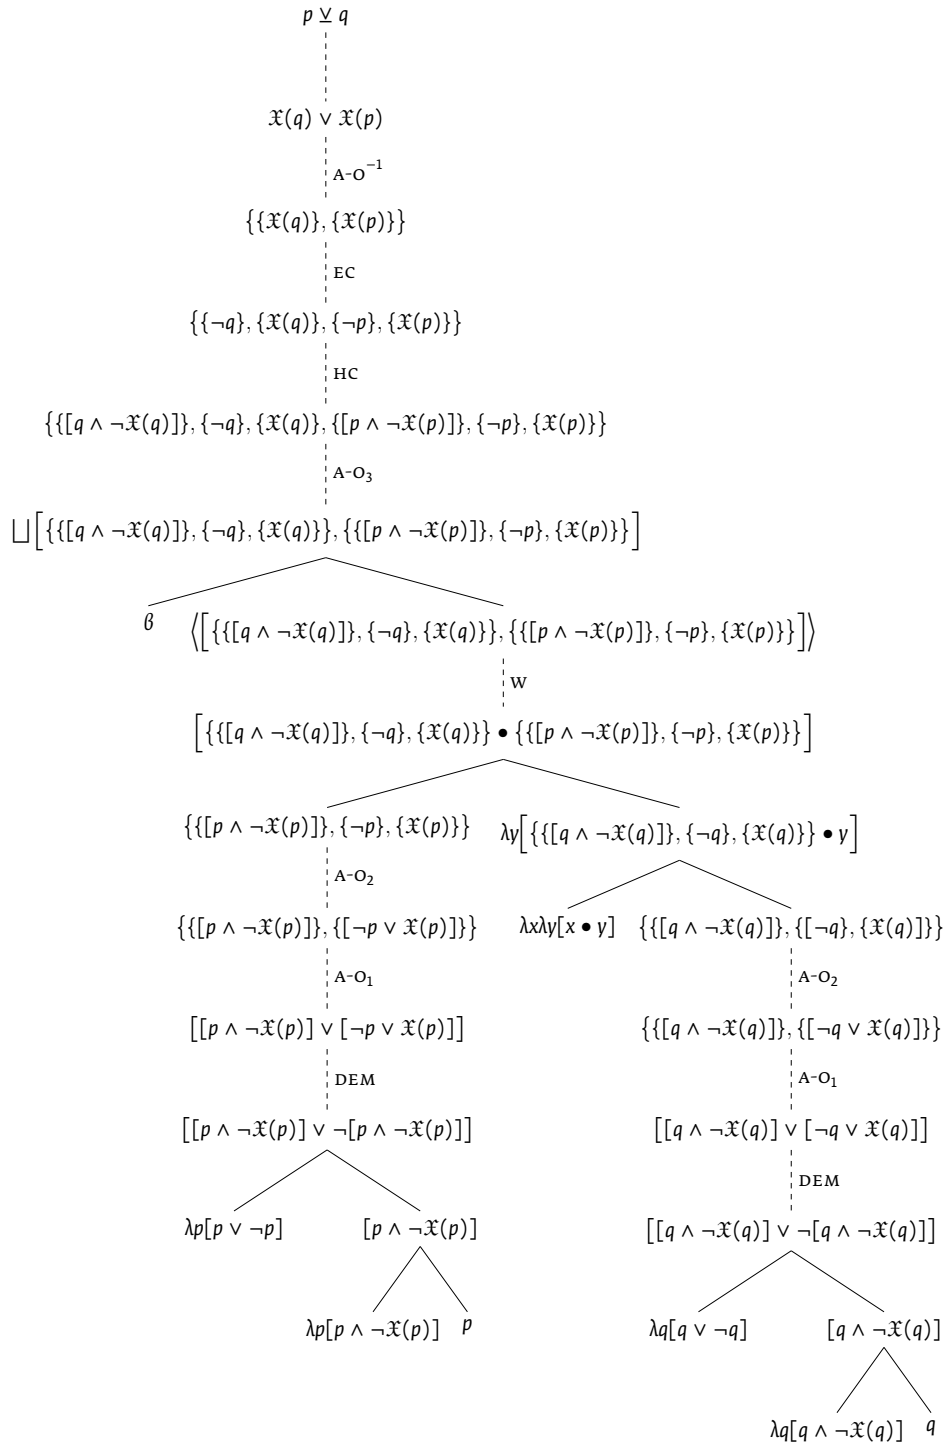 p ⊻ q
𝔛(q) ∨ 𝔛(p)
A-O⁻¹
{{𝔛(q)}, {𝔛(p)}}
EC
{{¬q}, {𝔛(q)}, {¬p}, {𝔛(p)}}
HC
{{[q ∧ ¬𝔛(q)]}, {¬q}, {𝔛(q)}, {[p ∧ ¬𝔛(p)]}, {¬p}, {𝔛(p)}}
A-O₃
⨆[{{[q ∧ ¬𝔛(q)]}, {¬q}, {𝔛(q)}}, {{[p ∧ ¬𝔛(p)]}, {¬p}, {𝔛(p)}}]
β ⟨[{{[q ∧ ¬𝔛(q)]}, {¬q}, {𝔛(q)}}, {{[p ∧ ¬𝔛(p)]}, {¬p}, {𝔛(p)}}]⟩
W
[{{[q ∧ ¬𝔛(q)]}, {¬q}, {𝔛(q)}} • {{[p ∧ ¬𝔛(p)]}, {¬p}, {𝔛(p)}}]
{{[p ∧ ¬𝔛(p)]}, {¬p}, {𝔛(p)}} λy[{{[q ∧ ¬𝔛(q)]}, {¬q}, {𝔛(q)}} • y]
A-O₂
{{[p ∧ ¬𝔛(p)]}, {[¬p ∨ 𝔛(p)]}} λxλy[x • y] {{[q ∧ ¬𝔛(q)]}, {[¬q}, {𝔛(q)]}}
A-O₁ A-O₂
[[p ∧ ¬𝔛(p)] ∨ [¬p ∨ 𝔛(p)]] {{[q ∧ ¬𝔛(q)]}, {[¬q ∨ 𝔛(q)]}}
DEM A-O₁
[[p ∧ ¬𝔛(p)] ∨ ¬[p ∧ ¬𝔛(p)]] [[q ∧ ¬𝔛(q)] ∨ [¬q ∨ 𝔛(q)]]
DEM
λp[p ∨ ¬p] [p ∧ ¬𝔛(p)] [[q ∧ ¬𝔛(q)] ∨ ¬[q ∧ ¬𝔛(q)]]
λp[p ∧ ¬𝔛(p)] p λq[q ∨ ¬q] [q ∧ ¬𝔛(q)]
λq[q ∧ ¬𝔛(q)] q